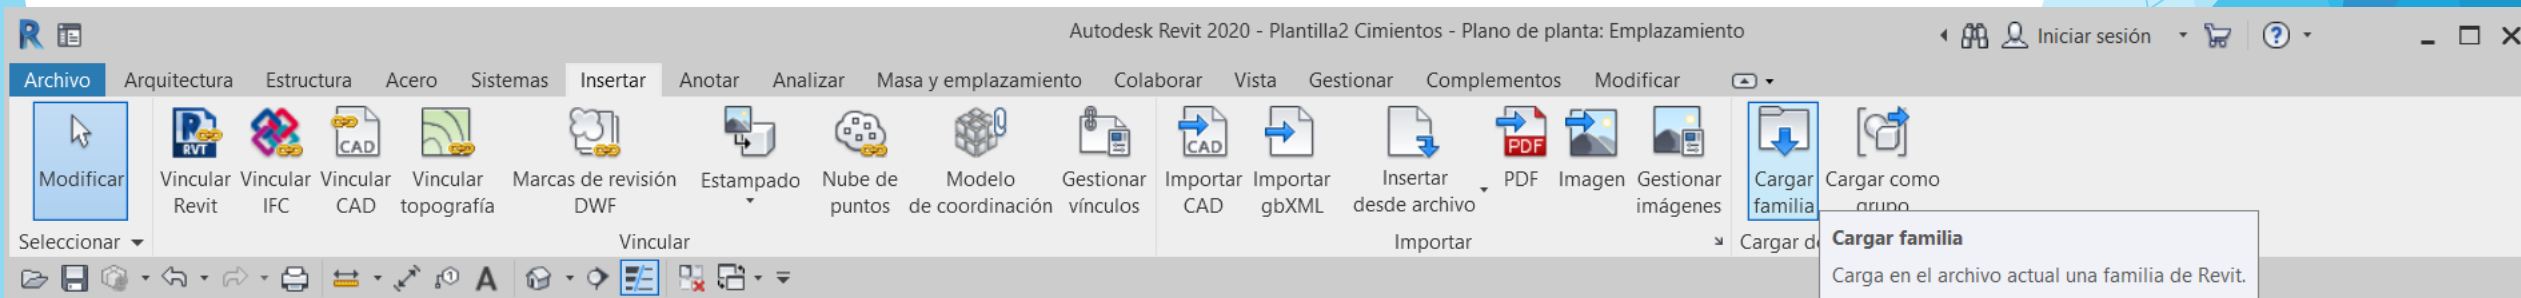 Autodesk Revit 2020 - Plantilla2 Cimientos - Plano de planta: Emplazamiento
Iniciar sesión
Archivo Arquitectura Estructura Acero Sistemas Insertar Anotar Analizar Masa y emplazamiento Colaborar Vista Gestionar Complementos Modificar
Modificar
Vincular Revit
Vincular IFC
Vincular CAD
Vincular topografía
Marcas de revisión DWF
Estampado
Nube de puntos
Modelo de coordinación
Gestionar vínculos
Importar CAD
Importar gbXML
Insertar desde archivo
PDF
Imagen
Gestionar imágenes
Cargar familia
Cargar como grupo
Seleccionar
Vincular
Importar
Cargar
Cargar familia
Carga en el archivo actual una familia de Revit.